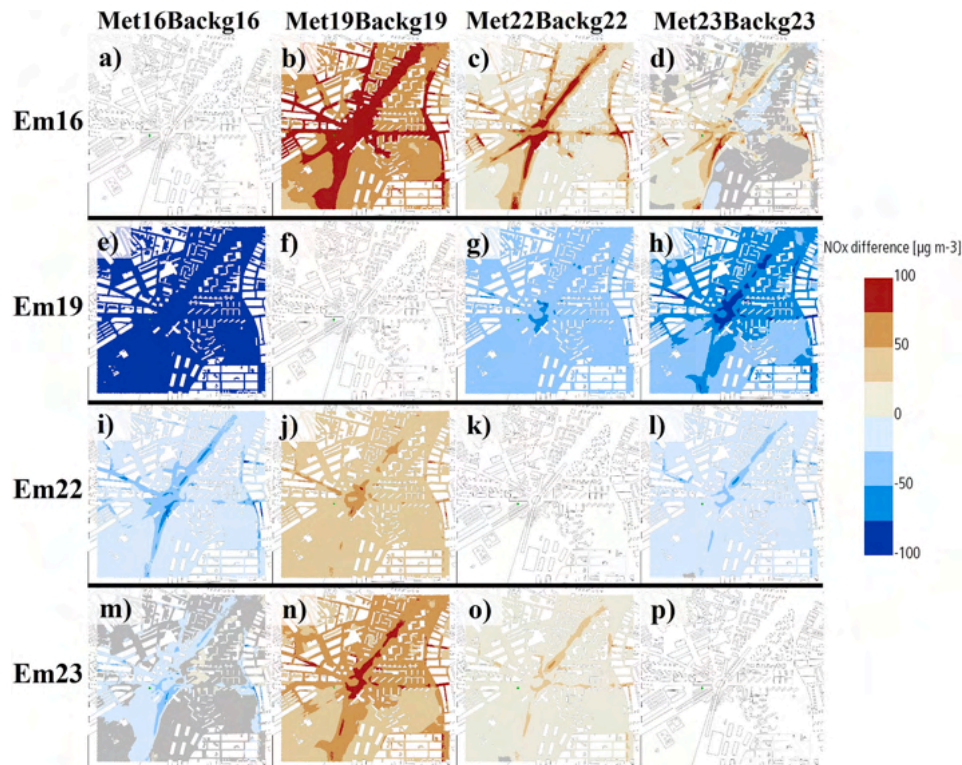 Met16Backg16 Met19Backg19 Met22Backg22 Met23Backg23
a) b) c) d)
Em16
e) f) g) h)
Em19
i) j) k) l)
Em22
m) n) o) p)
Em23
NOx difference [µg m-3]
100
50
0
-50
-100